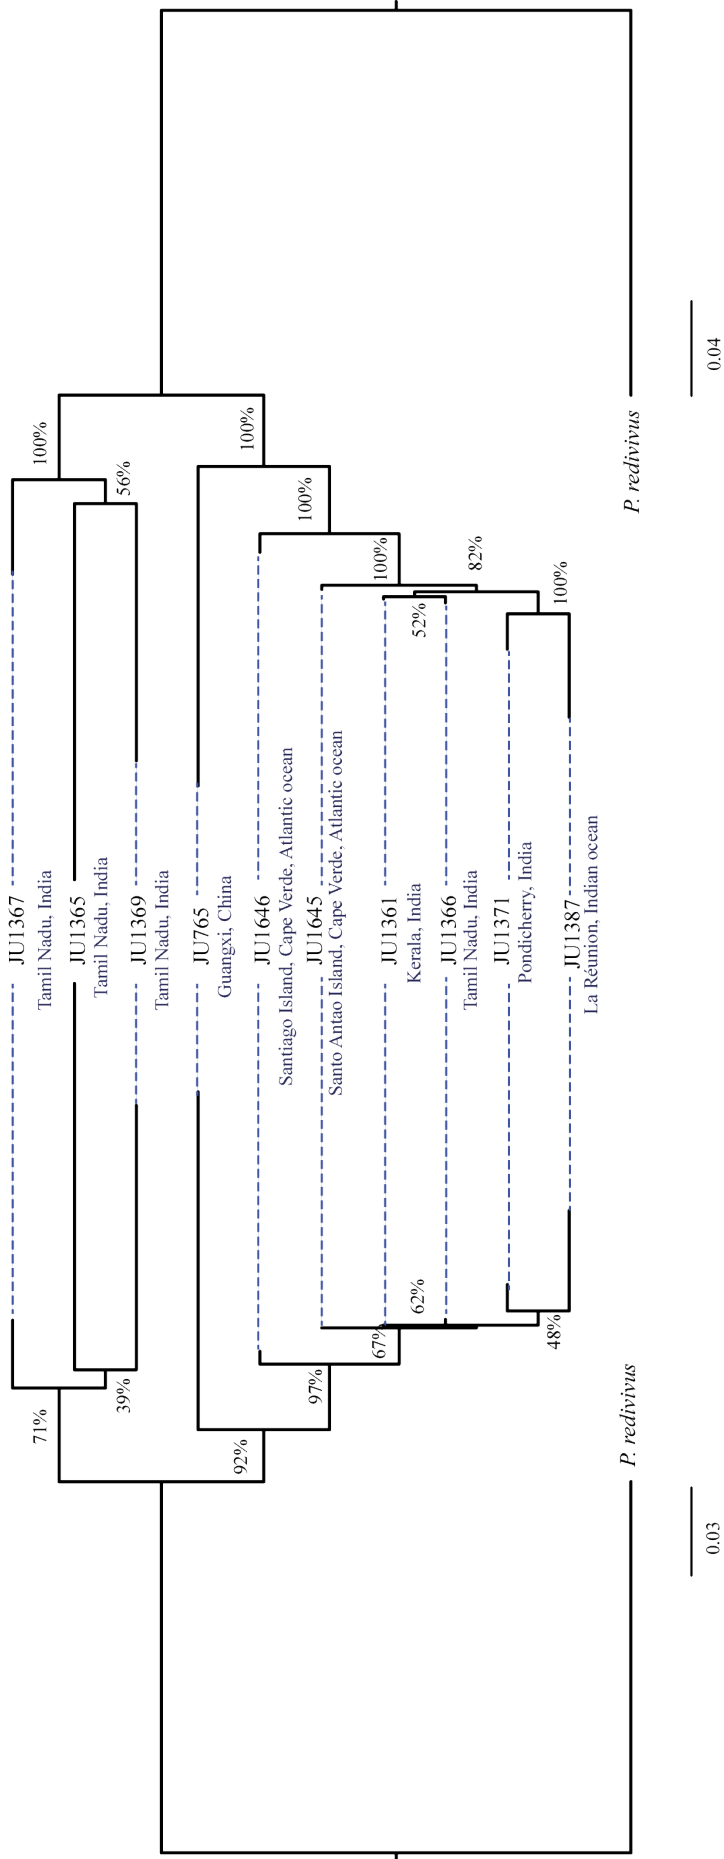 JU1367
Tamil Nadu, India
JU1365
Tamil Nadu, India
JU1369
Tamil Nadu, India
JU765
Guangxi, China
JU1646
Santiago Island, Cape Verde, Atlantic ocean
JU1645
Santo Antao Island, Cape Verde, Atlantic ocean
JU1361
Kerala, India
JU1366
Tamil Nadu, India
JU1371
Pondicherry, India
JU1387
La Réunion, Indian ocean
71%
39%
92%
97%
67%
62%
48%
P. redivivus
0.03
100%
56%
100%
100%
100%
82%
52%
100%
P. redivivus
0.04